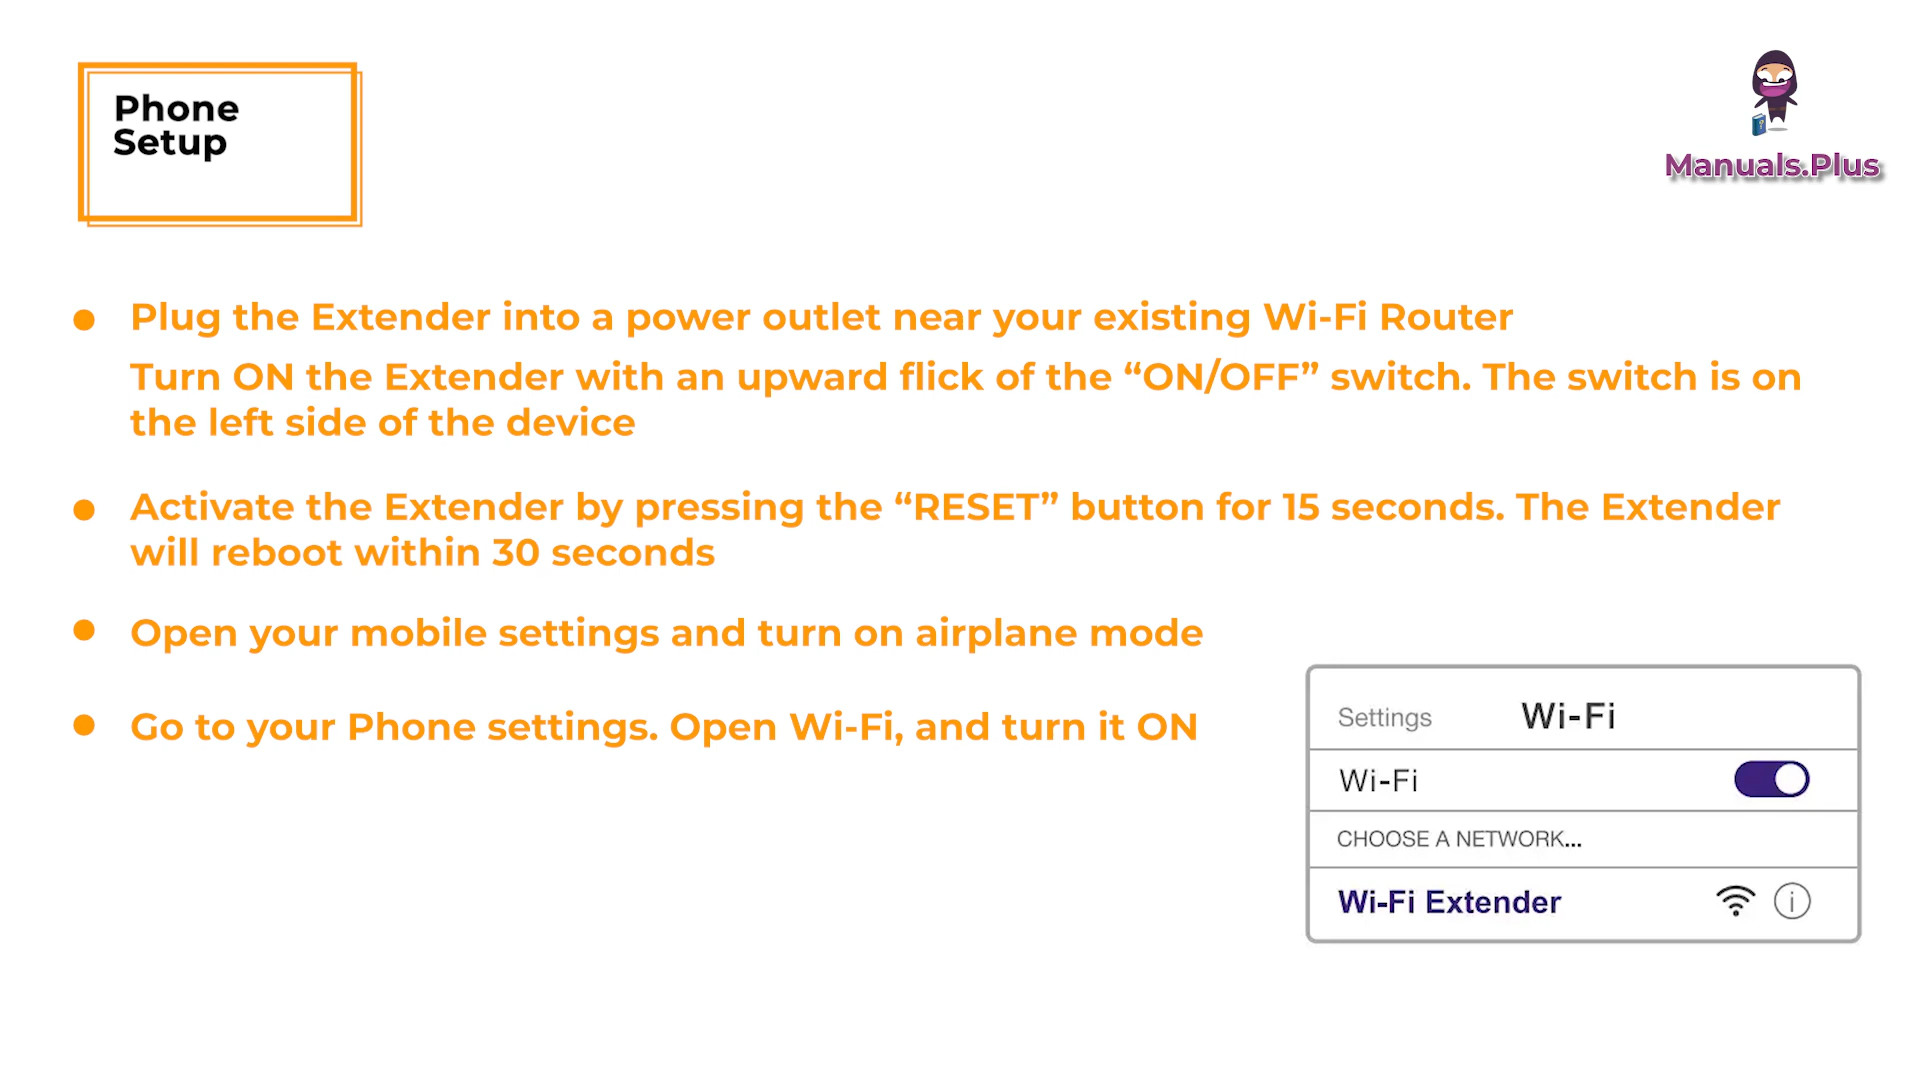 Phone
Setup
Manuals.Plus
Plug the Extender into a power outlet near your existing Wi-Fi Router
Turn ON the Extender with an upward flick of the “ON/OFF” switch. The switch is on
the left side of the device
Activate the Extender by pressing the “RESET” button for 15 seconds. The Extender
will reboot within 30 seconds
Open your mobile settings and turn on airplane mode
Go to your Phone settings. Open Wi-Fi, and turn it ON
Settings Wi-Fi
Wi-Fi
CHOOSE A NETWORK...
Wi-Fi Extender